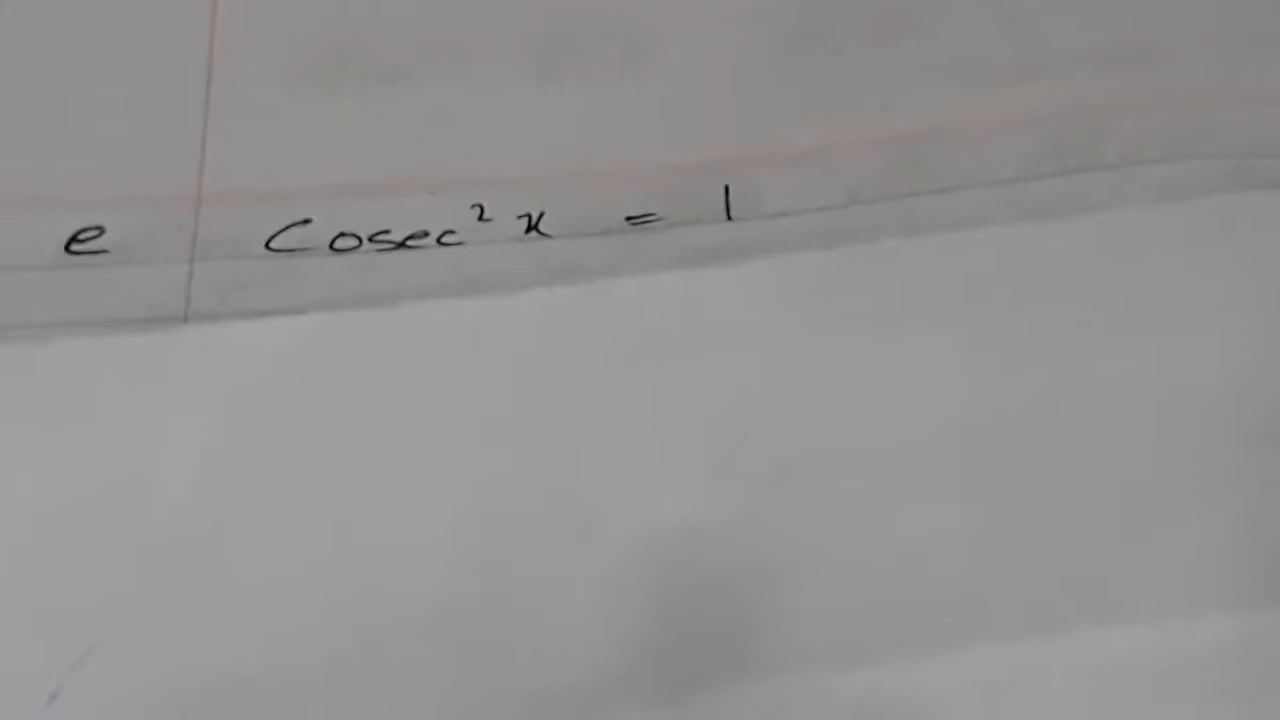 e Cosec² x = 1